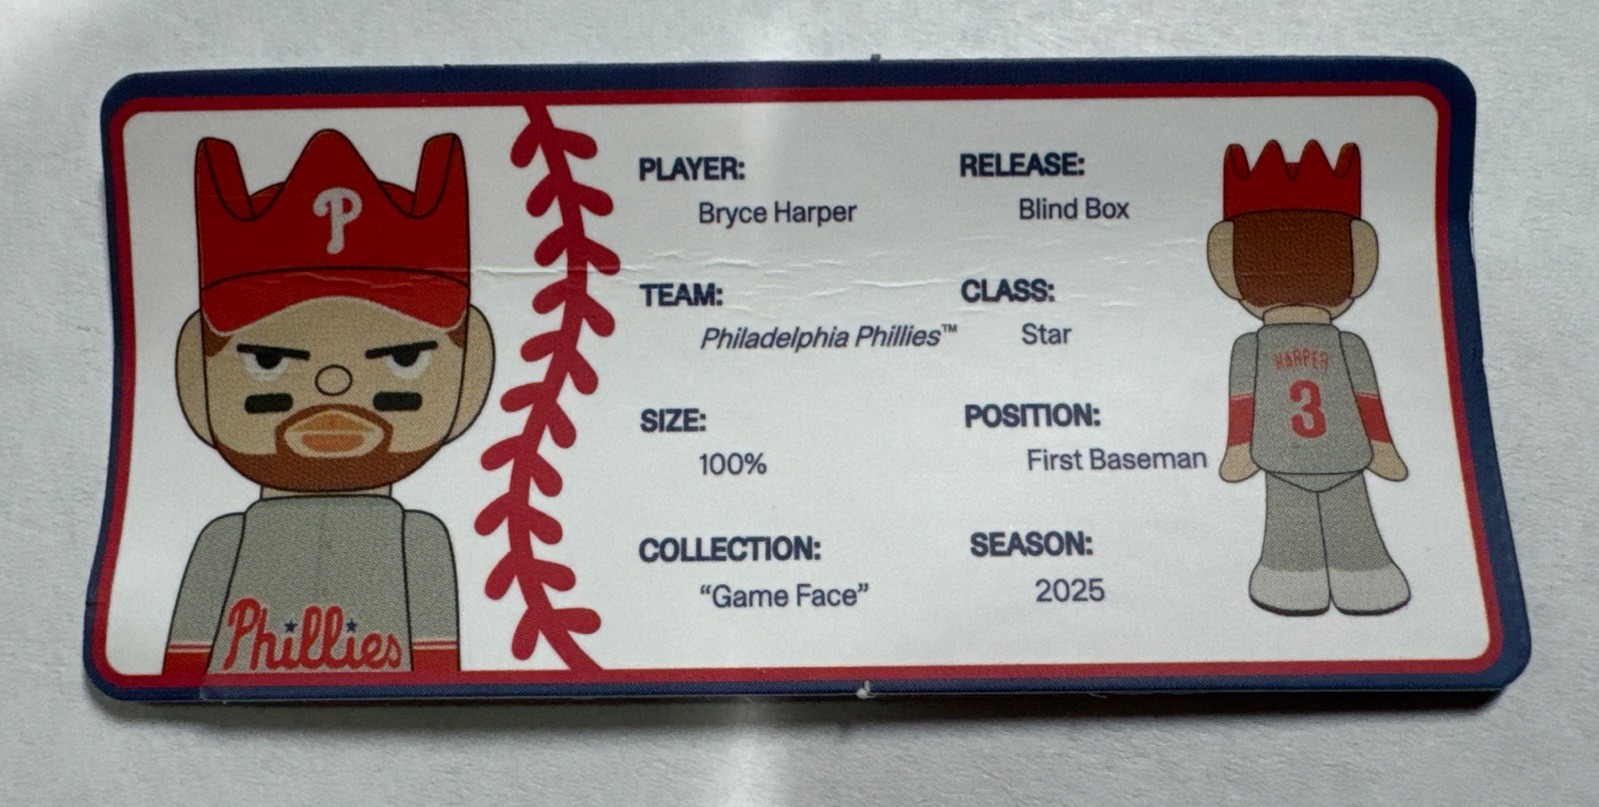 P
PLAYER:
Bryce Harper
RELEASE:
Blind Box
TEAM:
Philadelphia Phillies™
CLASS:
Star
SIZE:
100%
POSITION:
First Baseman
COLLECTION:
“Game Face”
SEASON:
2025
Phillies
HARPER
3